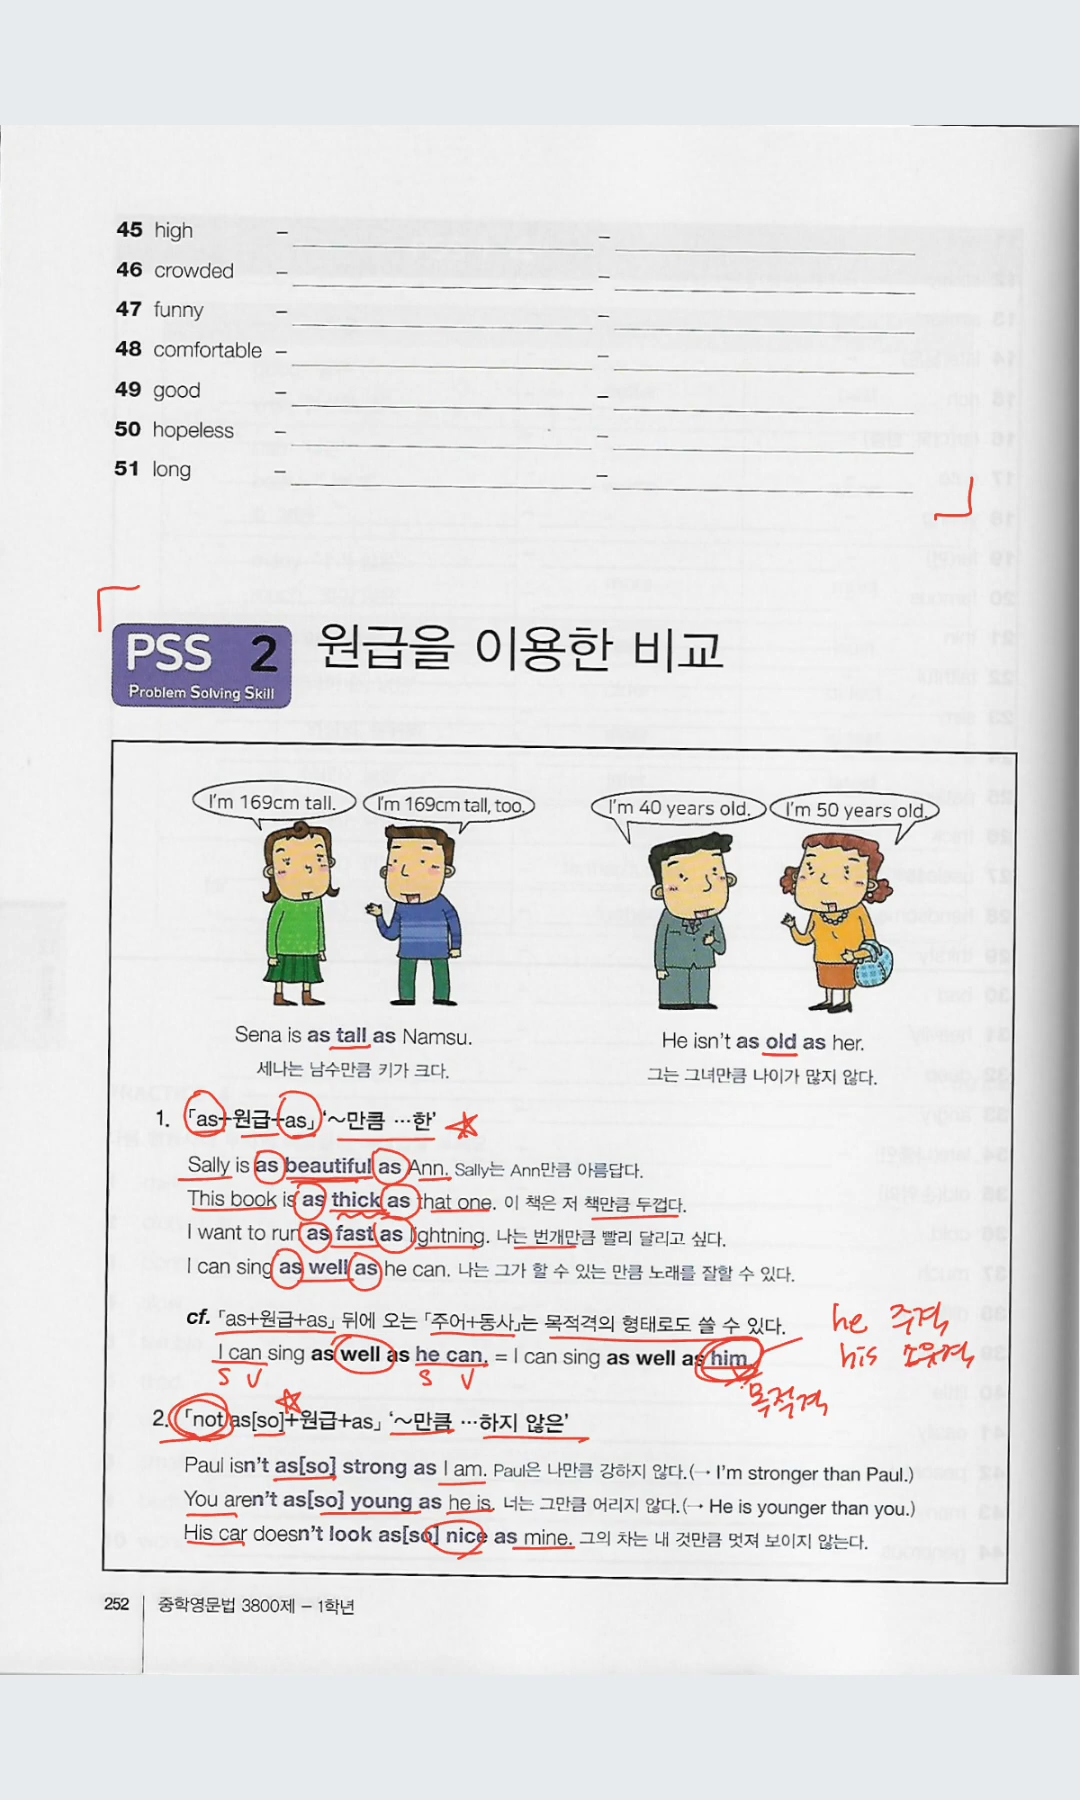 45 high – –
46 crowded – –
47 funny – –
48 comfortable – –
49 good – –
50 hopeless – –
51 long – –
PSS 2 원급을 이용한 비교
Problem Solving Skill
I'm 169cm tall. I'm 169cm tall, too. I'm 40 years old. I'm 50 years old.
Sena is as tall as Namsu. He isn't as old as her.
세나는 남수만큼 키가 크다. 그는 그녀만큼 나이가 많지 않다.
1. 「as+원급+as」 '~만큼 …한'
Sally is as beautiful as Ann. Sally는 Ann만큼 아름답다.
This book is as thick as that one. 이 책은 저 책만큼 두껍다.
I want to run as fast as lightning. 나는 번개만큼 빨리 달리고 싶다.
I can sing as well as he can. 나는 그가 할 수 있는 만큼 노래를 잘할 수 있다.
cf. 「as+원급+as」 뒤에 오는 「주어+동사」는 목적격의 형태로도 쓸 수 있다. he 주격
I can sing as well as he can. = I can sing as well as him. his 소유격
S V S V 목적격
2. 「not as[so]+원급+as」 '~만큼 …하지 않은'
Paul isn't as[so] strong as I am. Paul은 나만큼 강하지 않다.(→ I'm stronger than Paul.)
You aren't as[so] young as he is. 너는 그만큼 어리지 않다.(→ He is younger than you.)
His car doesn't look as[so] nice as mine. 그의 차는 내 것만큼 멋져 보이지 않는다.
252 중학영문법 3800제 – 1학년